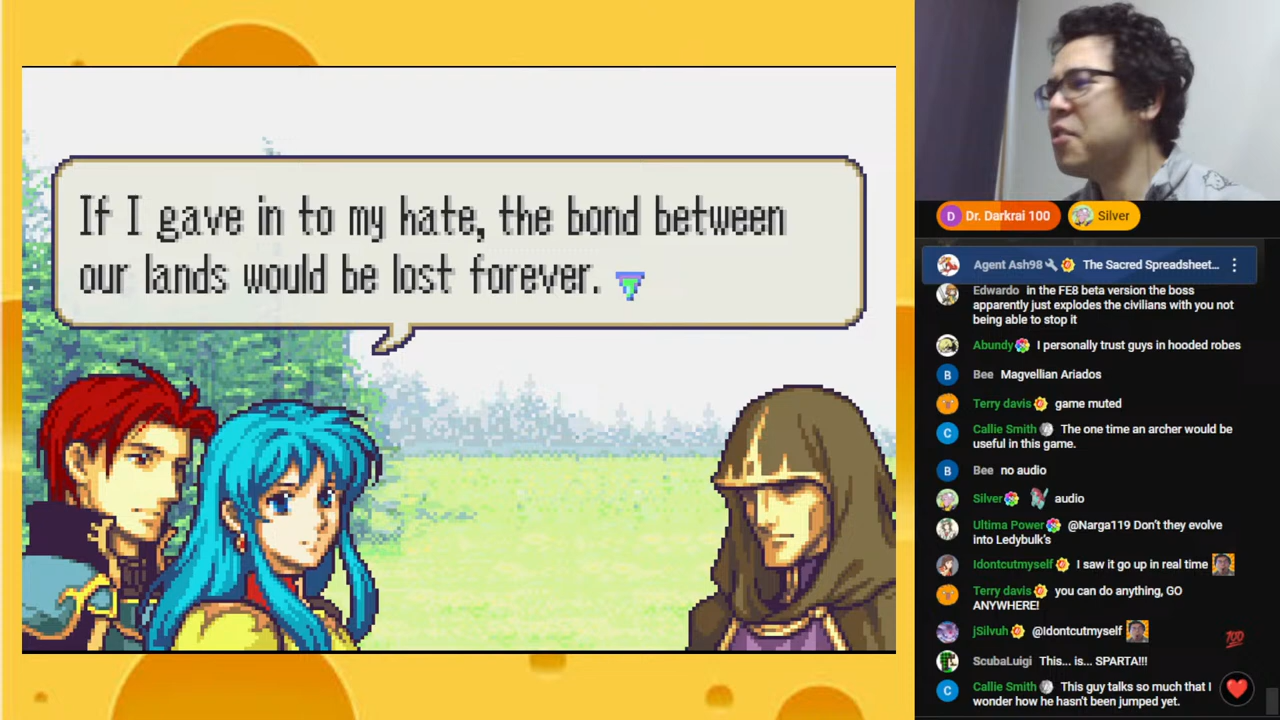 If I gave in to my hate, the bond between
our lands would be lost forever.
D Dr. Darkrai 100
Silver
Agent Ash98 The Sacred Spreadsheet...
Edwardo in the FE8 beta version the boss
apparently just explodes the civilians with you not
being able to stop it
Abundy I personally trust guys in hooded robes
B Bee Magvellian Ariados
Terry davis game muted
C Callie Smith The one time an archer would be
useful in this game.
B Bee no audio
Silver audio
Ultima Power @Narga119 Don't they evolve
into Ledybulk's
Idontcutmyself I saw it go up in real time
Terry davis you can do anything, GO
ANYWHERE!
jSilvuh @Idontcutmyself
100
ScubaLuigi This... is... SPARTA!!!
C Callie Smith This guy talks so much that I
wonder how he hasn't been jumped yet.